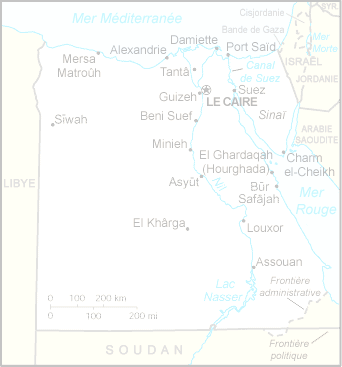 Mer Méditerranée
Cisjordanie
SYR.
Bande de Gaza
Damiette
Alexandrie
Port Saïd
Mer
Morte
Mersa
Matroûh
Canal
de Suez
ISRAËL
Tantâ
JORDANIE
Guizeh
Suez
LE CAIRE
Beni Suef
Sinaï
Sîwah
ARABIE
SAOUDITE
Minieh
El Ghardaqah
(Hourghada)
Charm
el-Cheikh
LIBYE
Asyût
Nil
Bûr
Safâjah
Mer
Rouge
El Khârga
Louxor
Assouan
Lac
Nasser
Frontière
administrative
0 100 200 km
0 100 200 mi
Frontière
politique
SOUDAN